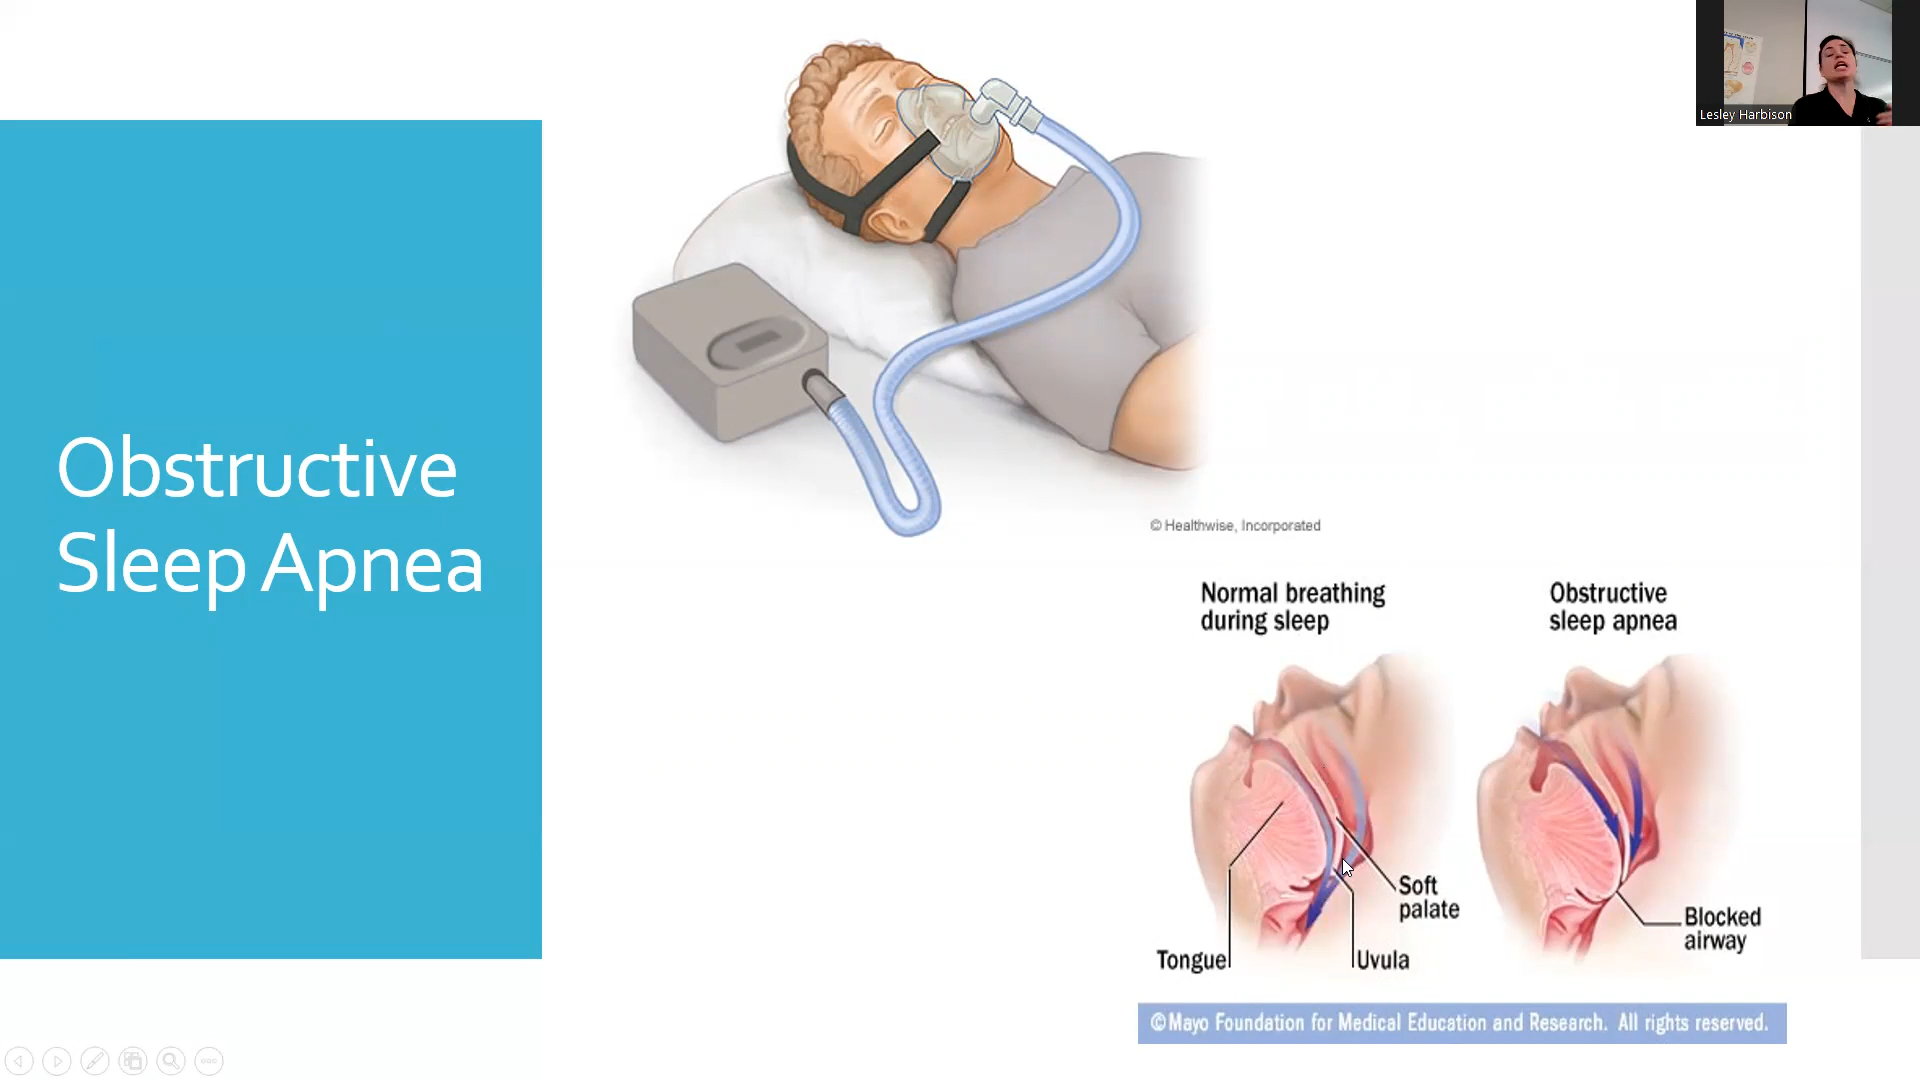 Lesley Harbison
Obstructive
Sleep Apnea
© Healthwise, Incorporated
Normal breathing
during sleep
Obstructive
sleep apnea
Soft
palate
Tongue
Uvula
Blocked
airway
©Mayo Foundation for Medical Education and Research. All rights reserved.